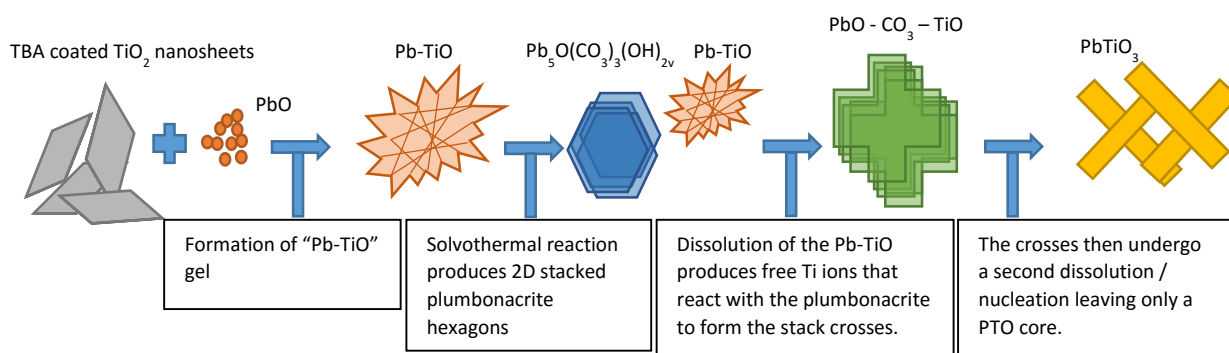 TBA coated TiO2 nanosheets
PbO
Pb-TiO
Pb5O(CO3)3(OH)2v
Pb-TiO
PbO - CO3 – TiO
PbTiO3
Formation of “Pb-TiO”
gel
Solvothermal reaction
produces 2D stacked
plumbonacrite
hexagons
Dissolution of the Pb-TiO
produces free Ti ions that
react with the plumbonacrite
to form the stack crosses.
The crosses then undergo
a second dissolution /
nucleation leaving only a
PTO core.